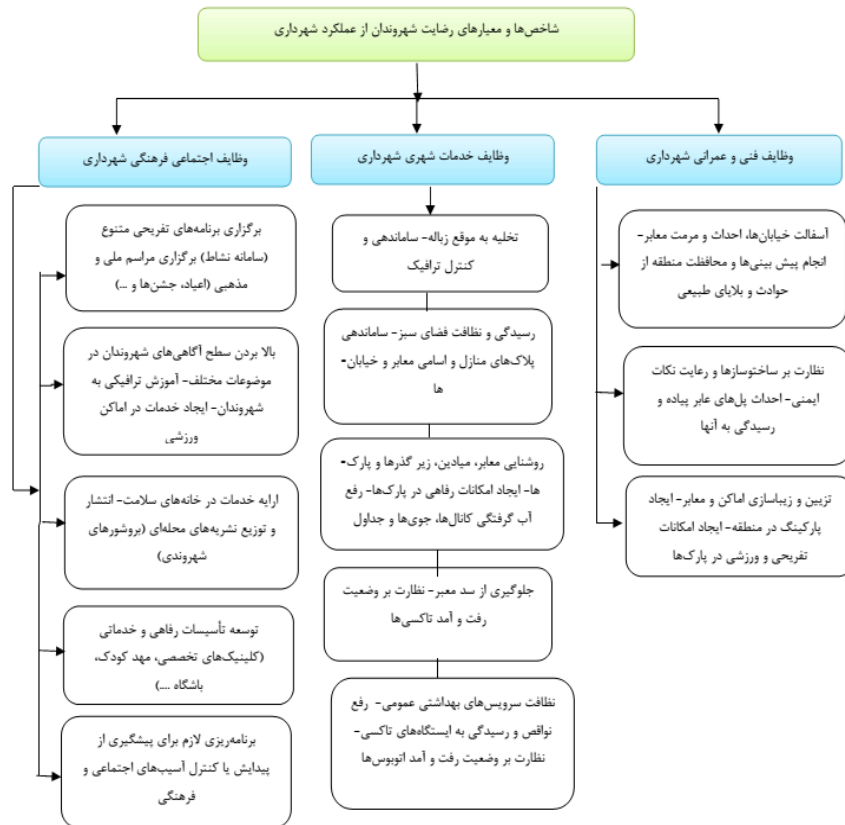 شاخص‌ها و معیارهای رضایت شهروندان از عملکرد شهرداری
وظایف فنی و عمرانی شهرداری
آسفالت خیابان‌ها، احداث و مرمت معابر-
انجام پیش بینی‌ها و محافظت منطقه از
حوادث و بلایای طبیعی
نظارت بر ساختوسازها و رعایت نکات
ایمنی- احداث پل‌های عابر پیاده و
رسیدگی به آنها
تزیین و زیباسازی اماکن و معابر- ایجاد
پارکینگ در منطقه- ایجاد امکانات
تفریحی و ورزشی در پارک‌ها
وظایف خدمات شهری شهرداری
تخلیه به موقع زباله- ساماندهی و
کنترل ترافیک
رسیدگی و نظافت فضای سبز- ساماندهی
پلاک‌های منازل و اسامی معابر و خیابان-
ها
روشنایی معابر، میادین، زیر گذرها و پارک-
ها- ایجاد امکانات رفاهی در پارک‌ها- رفع
آب گرفتگی کانال‌ها، جوی‌ها و جداول
جلوگیری از سد معبر- نظارت بر وضعیت
رفت و آمد تاکسی‌ها
نظافت سرویس‌های بهداشتی عمومی- رفع
نواقص و رسیدگی به ایستگاه‌های تاکسی-
نظارت بر وضعیت رفت و آمد اتوبوس‌ها
وظایف اجتماعی فرهنگی شهرداری
برگزاری برنامه‌های تفریحی متنوع
(سامانه نشاط) برگزاری مراسم ملی و
مذهبی (اعیاد، جشن‌ها و ...)
بالا بردن سطح آگاهی‌های شهروندان در
موضوعات مختلف- آموزش ترافیکی به
شهروندان- ایجاد خدمات در اماکن
ورزشی
ارایه خدمات در خانه‌های سلامت- انتشار
و توزیع نشریه‌های محله‌ای (بروشورهای
شهروندی)
توسعه تأسیسات رفاهی و خدماتی
(کلینیک‌های تخصصی، مهد کودک،
باشگاه ....)
برنامه‌ریزی لازم برای پیشگیری از
پیدایش یا کنترل آسیب‌های اجتماعی و
فرهنگی